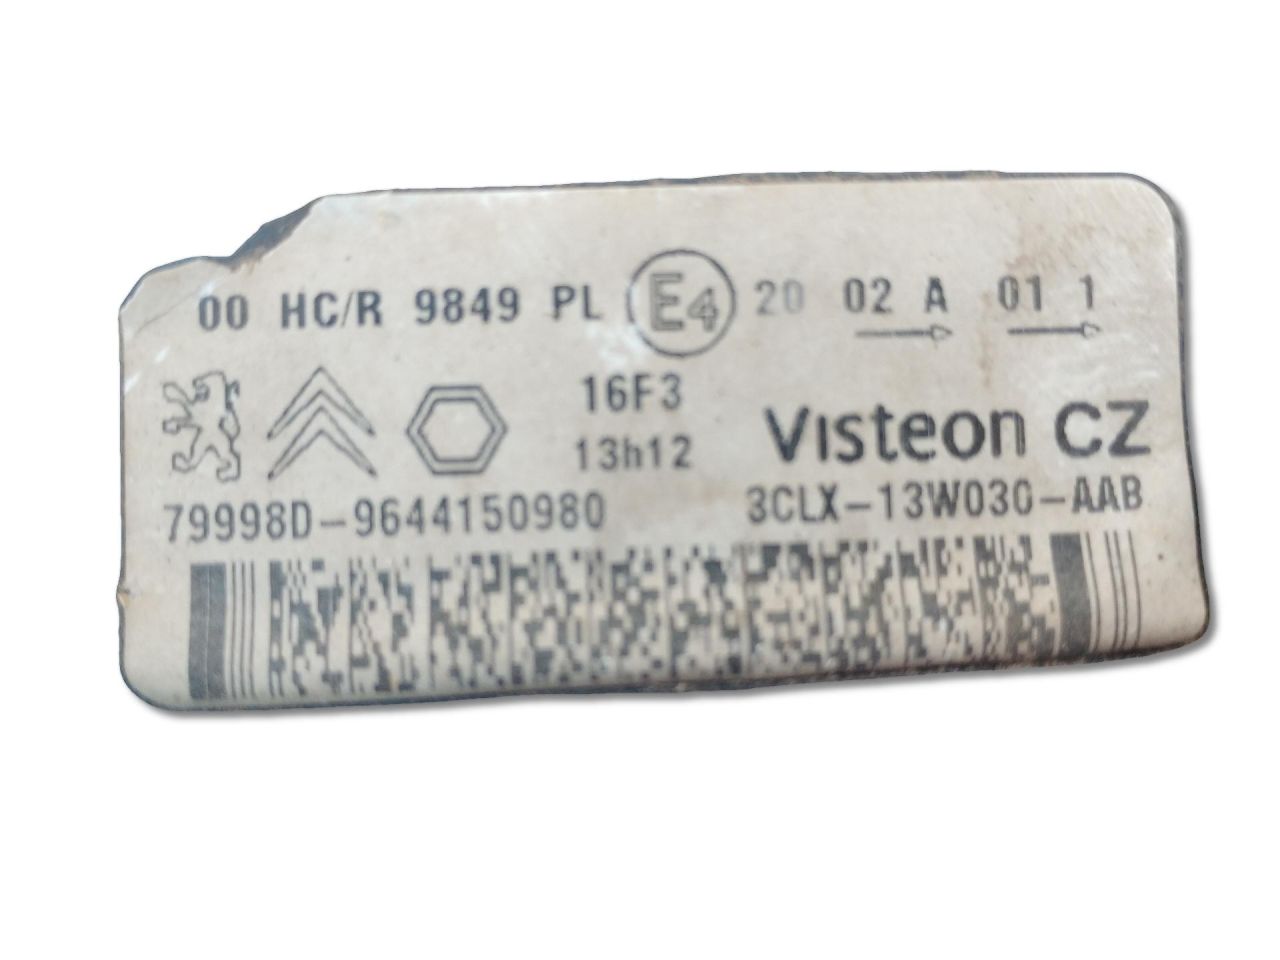 00 HC/R 9849 PL E4 20 02 A 01 1
16F3
13h12
Visteon CZ
79998D-9644150980
3CLX-13W030-AAB